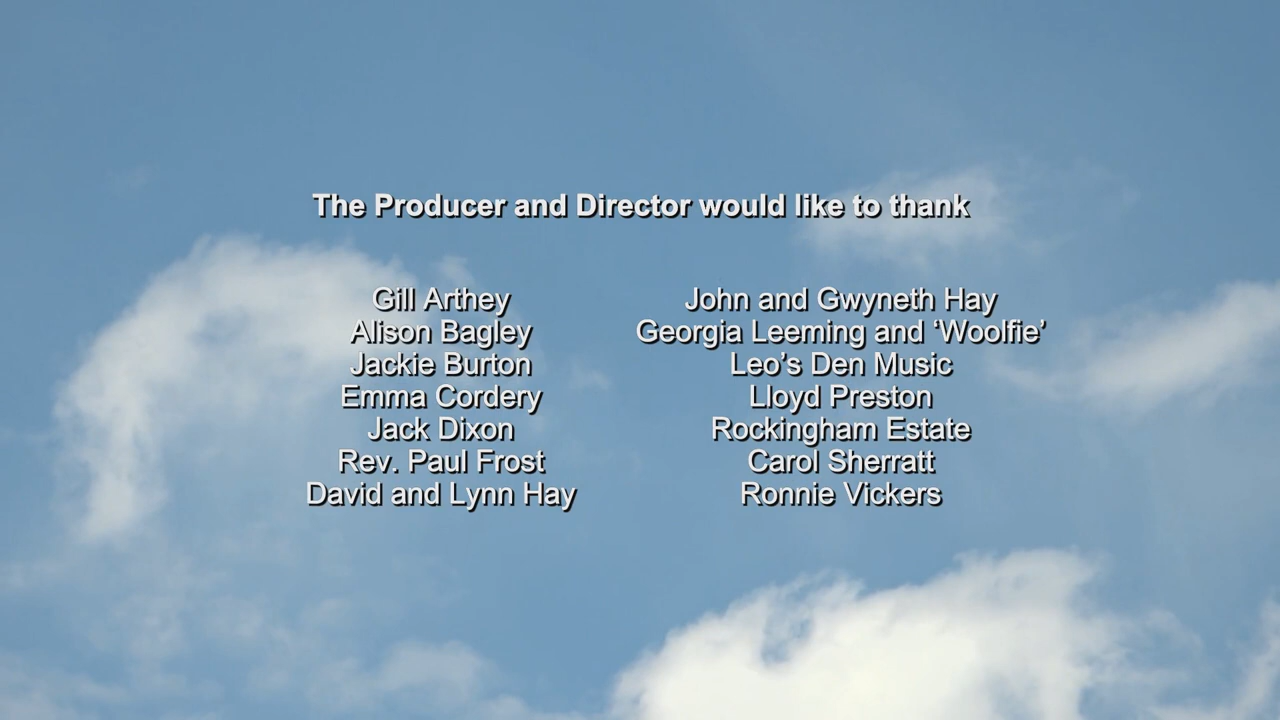 The Producer and Director would like to thank
Gill Arthey
Alison Bagley
Jackie Burton
Emma Cordery
Jack Dixon
Rev. Paul Frost
David and Lynn Hay
John and Gwyneth Hay
Georgia Leeming and ‘Woolfie’
Leo’s Den Music
Lloyd Preston
Rockingham Estate
Carol Sherratt
Ronnie Vickers